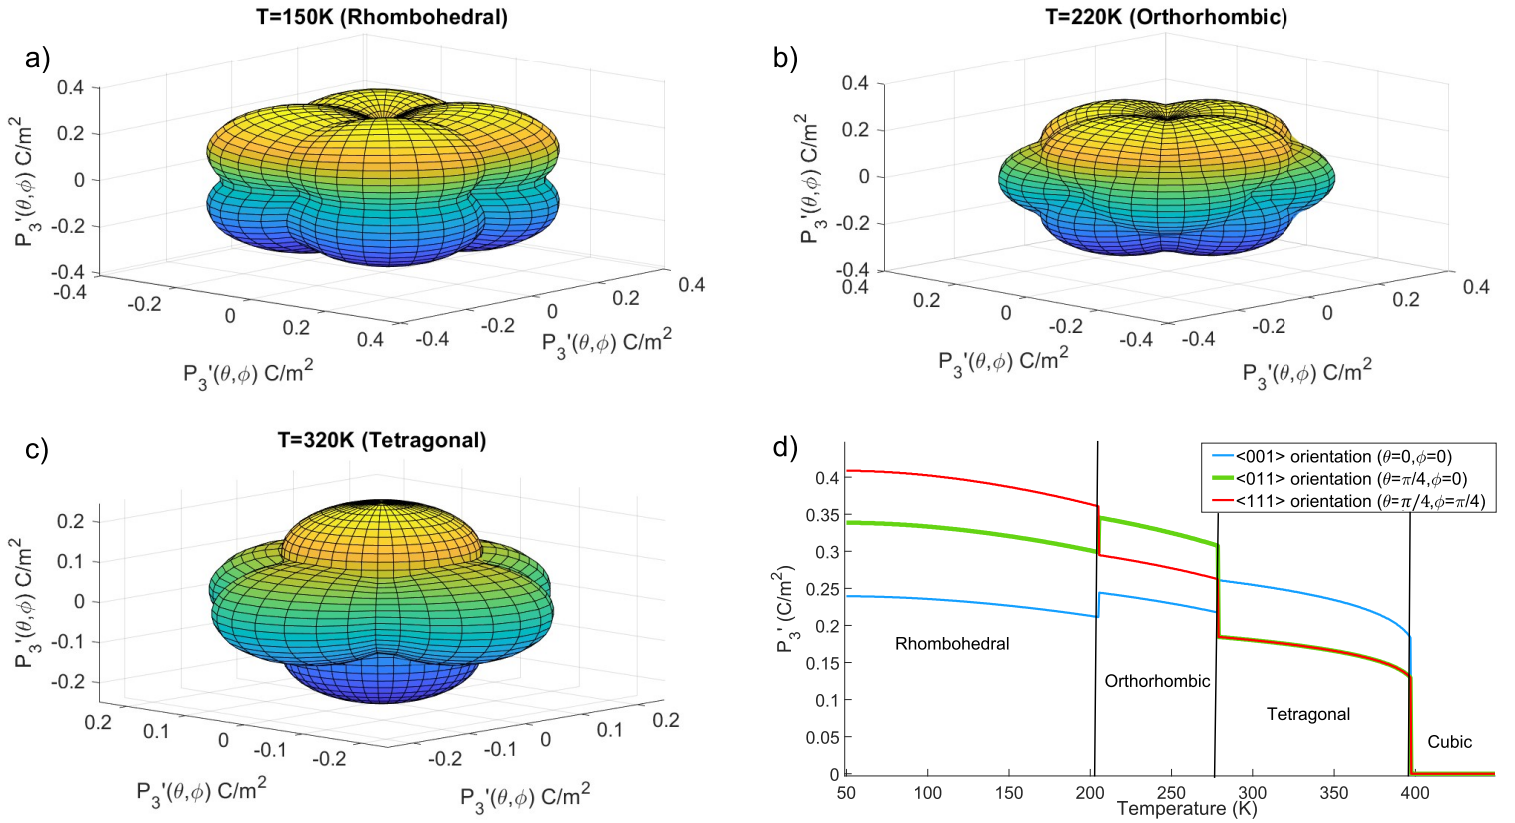 T=150K (Rhombohedral)
a)
0.4
0.2
0
-0.2
-0.4
P3'(θ,ϕ) C/m²
-0.4
-0.2
0
0.2
0.4
P3'(θ,ϕ) C/m²
-0.4
-0.2
0
0.2
0.4
P3'(θ,ϕ) C/m²
T=220K (Orthorhombic)
b)
0.4
0.2
0
-0.2
-0.4
P3'(θ,ϕ) C/m²
0.4
0.2
0
-0.2
-0.4
P3'(θ,ϕ) C/m²
-0.4
-0.2
0
0.2
0.4
P3'(θ,ϕ) C/m²
T=320K (Tetragonal)
c)
0.2
0.1
0
-0.1
-0.2
P3'(θ,ϕ) C/m²
0.2
0.1
0
-0.1
-0.2
P3'(θ,ϕ) C/m²
-0.2
-0.1
0
0.1
0.2
P3'(θ,ϕ) C/m²
d)
<001> orientation (θ=0,ϕ=0)
<011> orientation (θ=π/4,ϕ=0)
<111> orientation (θ=π/4,ϕ=π/4)
0.4
0.35
0.3
0.25
0.2
0.15
0.1
0.05
0
P3' (C/m²)
Rhombohedral
Orthorhombic
Tetragonal
Cubic
50
100
150
200
250
300
350
400
Temperature (K)